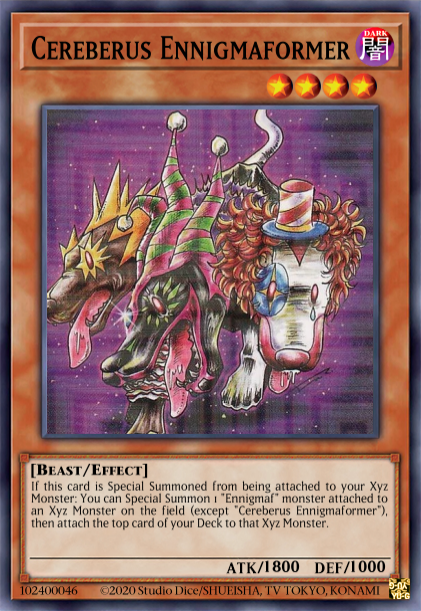 CEREBERUS ENNIGMAFORMER
DARK
闇
[BEAST/EFFECT]
If this card is Special Summoned from being attached to your Xyz
Monster: You can Special Summon 1 "Ennigmaf" monster attached to
an Xyz Monster on the field (except "Cereberus Ennigmaformer"),
then attach the top card of your Deck to that Xyz Monster.
ATK/1800 DEF/1000
102400046 ©2020 Studio Dice/SHUEISHA, TV TOKYO, KONAMI